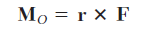 M_O = r × F